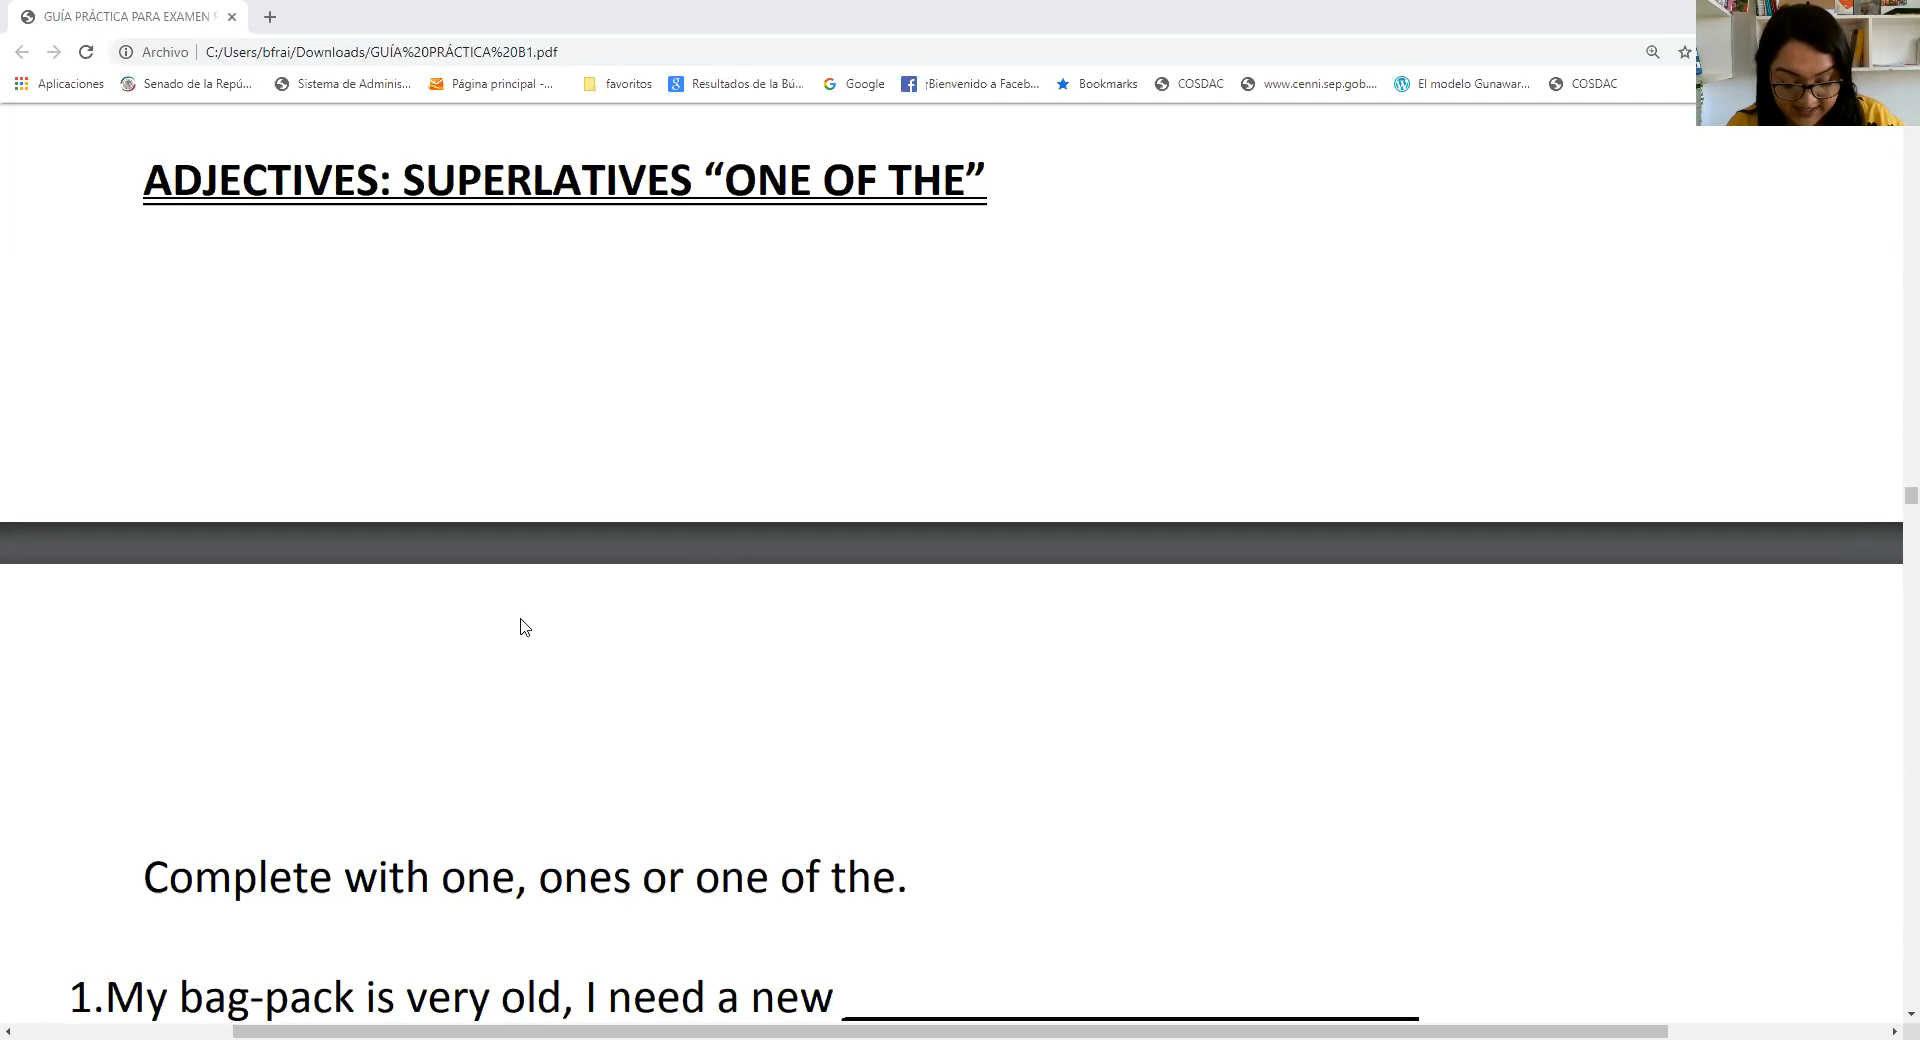 GUÍA PRÁCTICA PARA EXAMEN
Archivo | C:/Users/bfrai/Downloads/GUÍA%20PRÁCTICA%20B1.pdf
Aplicaciones Senado de la Repú... Sistema de Adminis... Página principal -... favoritos Resultados de la Bú... Google ¡Bienvenido a Faceb... Bookmarks COSDAC www.cenni.sep.gob.... El modelo Gunawar... COSDAC
ADJECTIVES: SUPERLATIVES “ONE OF THE”
Complete with one, ones or one of the.
1.My bag-pack is very old, I need a new ____________________